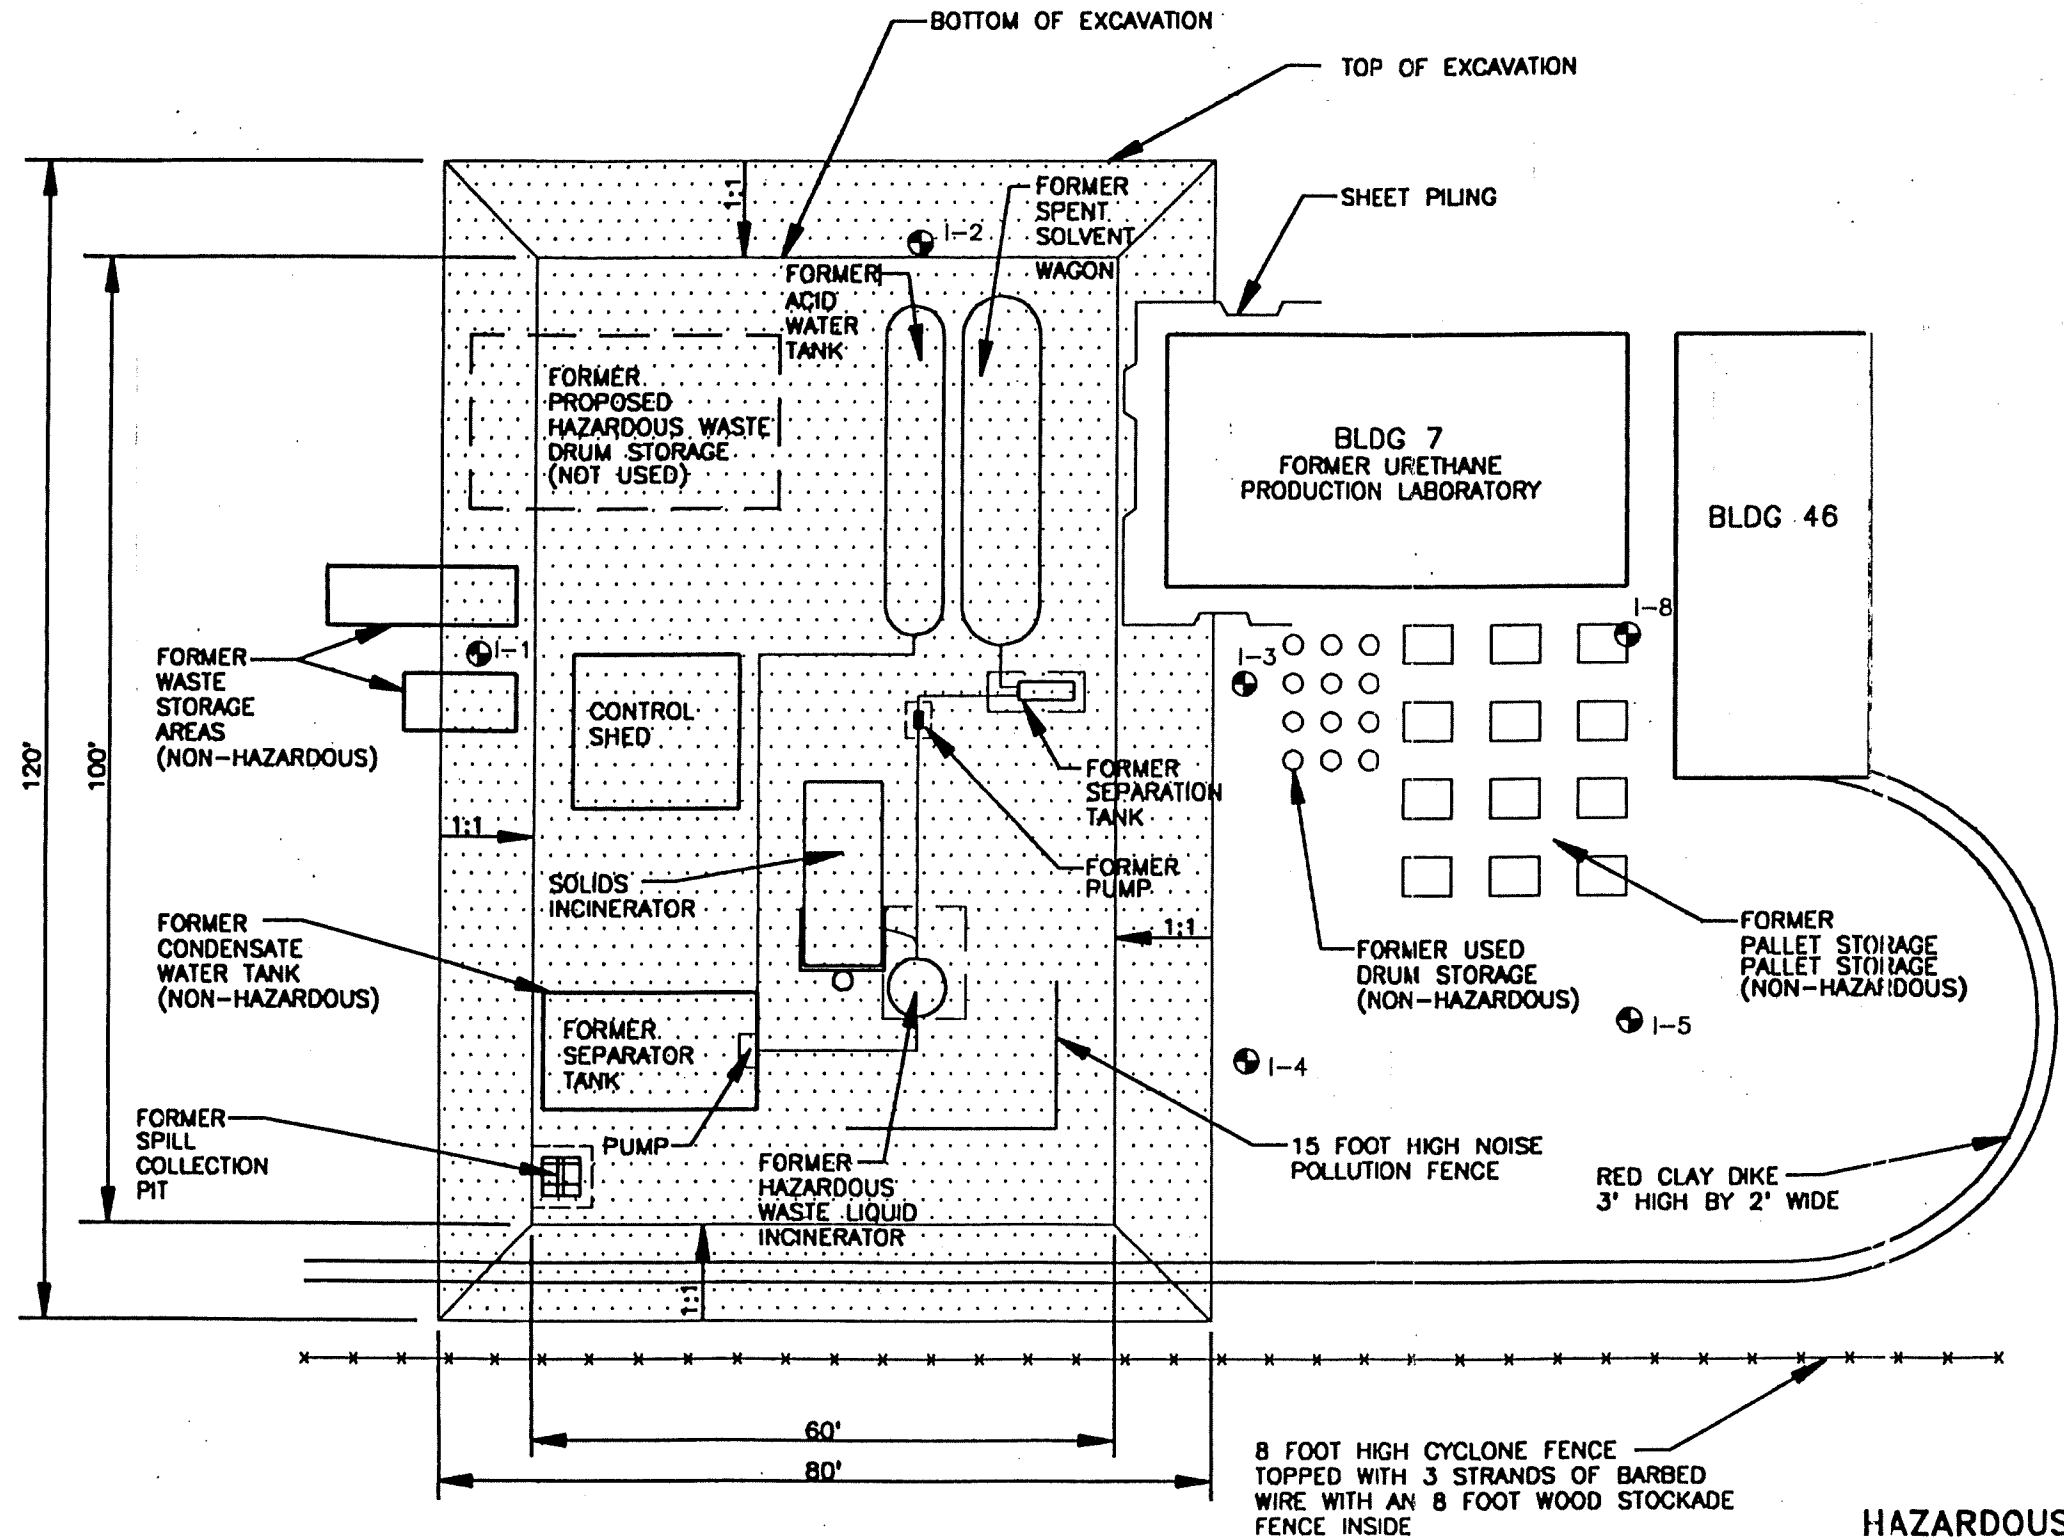 BOTTOM OF EXCAVATION
TOP OF EXCAVATION
SHEET PILING
1:1
I-2
FORMER
SPENT
SOLVENT
WAGON
FORMER
ACID
WATER
TANK
FORMER
PROPOSED
HAZARDOUS WASTE
DRUM STORAGE
(NOT USED)
BLDG 7
FORMER URETHANE
PRODUCTION LABORATORY
BLDG 46
I-8
I-1
I-3
FORMER
WASTE
STORAGE
AREAS
(NON-HAZARDOUS)
120'
100'
CONTROL
SHED
FORMER
SEPARATION
TANK
1:1
FORMER
PUMP
SOLIDS
INCINERATOR
1:1
FORMER
CONDENSATE
WATER TANK
(NON-HAZARDOUS)
FORMER USED
DRUM STORAGE
(NON-HAZARDOUS)
FORMER
PALLET STORAGE
PALLET STORAGE
(NON-HAZARDOUS)
I-5
FORMER
SEPARATOR
TANK
I-4
FORMER
SPILL
COLLECTION
PIT
PUMP
FORMER
HAZARDOUS
WASTE LIQUID
INCINERATOR
15 FOOT HIGH NOISE
POLLUTION FENCE
RED CLAY DIKE
3' HIGH BY 2' WIDE
1:1
60'
80'
8 FOOT HIGH CYCLONE FENCE
TOPPED WITH 3 STRANDS OF BARBED
WIRE WITH AN 8 FOOT WOOD STOCKADE
FENCE INSIDE
HAZARDOUS